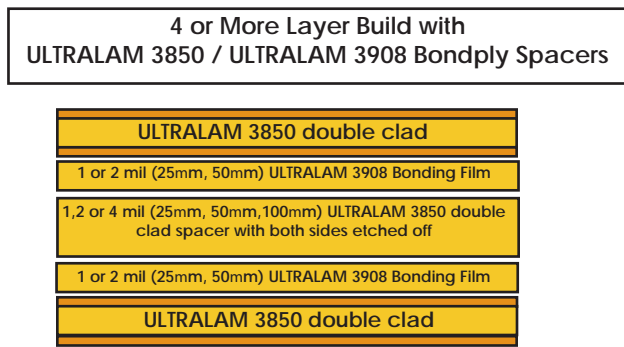 4 or More Layer Build with
ULTRALAM 3850 / ULTRALAM 3908 Bondply Spacers
ULTRALAM 3850 double clad
1 or 2 mil (25mm, 50mm) ULTRALAM 3908 Bonding Film
1,2 or 4 mil (25mm, 50mm,100mm) ULTRALAM 3850 double
clad spacer with both sides etched off
1 or 2 mil (25mm, 50mm) ULTRALAM 3908 Bonding Film
ULTRALAM 3850 double clad